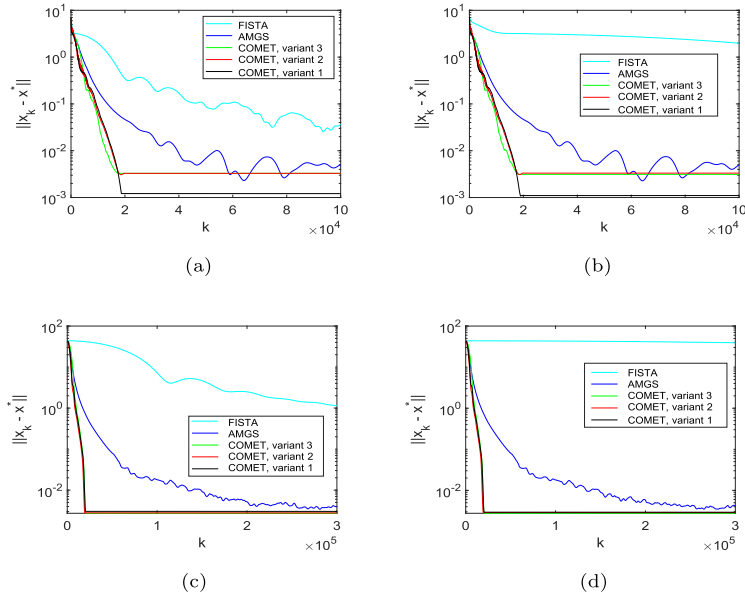 10^1
10^0
10^-1
10^-2
10^-3
||x_k - x^*||
FISTA
AMGS
COMET, variant 3
COMET, variant 2
COMET, variant 1
0 2 4 6 8 10
k
×10^4
(a)
10^1
10^0
10^-1
10^-2
10^-3
||x_k - x^*||
FISTA
AMGS
COMET, variant 3
COMET, variant 2
COMET, variant 1
0 2 4 6 8 10
k
×10^4
(b)
10^2
10^0
10^-2
||x_k - x^*||
FISTA
AMGS
COMET, variant 3
COMET, variant 2
COMET, variant 1
0 1 2 3
k
×10^5
(c)
10^2
10^0
10^-2
||x_k - x^*||
FISTA
AMGS
COMET, variant 3
COMET, variant 2
COMET, variant 1
0 1 2 3
k
×10^5
(d)